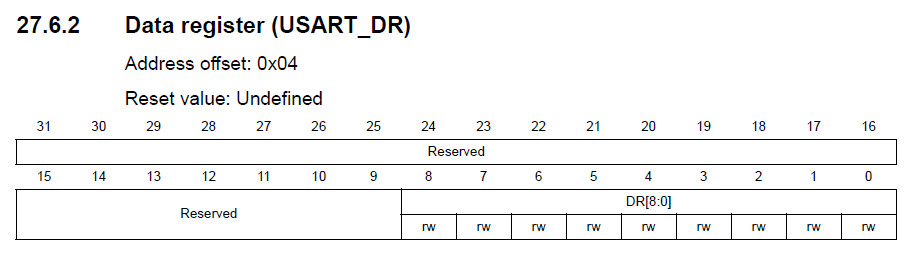 27.6.2 Data register (USART_DR)
Address offset: 0x04
Reset value: Undefined
31 30 29 28 27 26 25 24 23 22 21 20 19 18 17 16
Reserved
15 14 13 12 11 10 9 8 7 6 5 4 3 2 1 0
Reserved DR[8:0]
rw rw rw rw rw rw rw rw rw